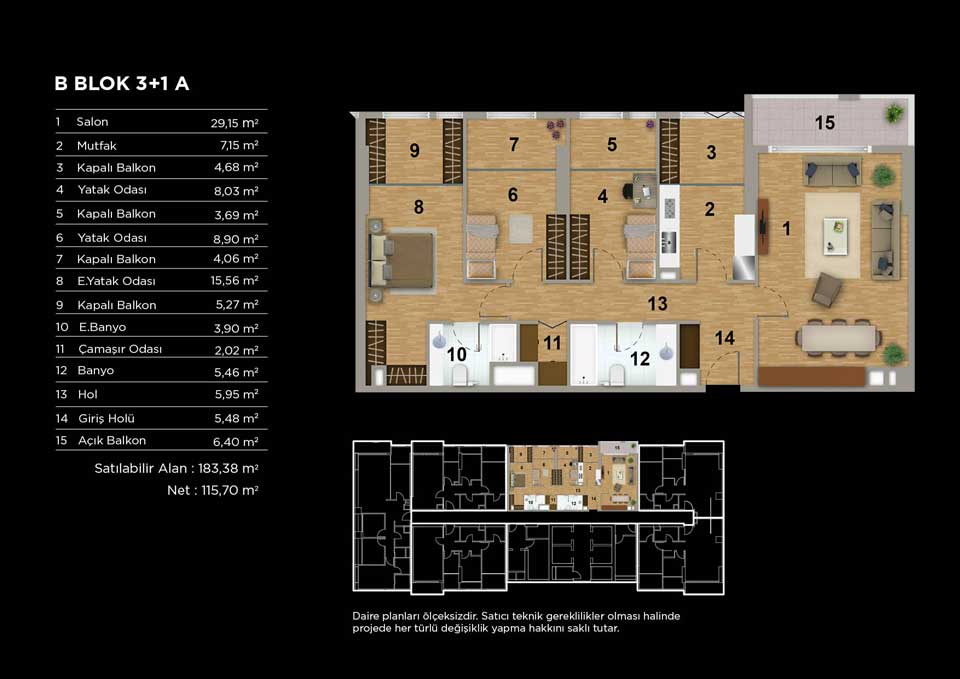 B BLOK 3+1 A
1 Salon 29,15 m²
2 Mutfak 7,15 m²
3 Kapalı Balkon 4,68 m²
4 Yatak Odası 8,03 m²
5 Kapalı Balkon 3,69 m²
6 Yatak Odası 8,90 m²
7 Kapalı Balkon 4,06 m²
8 E.Yatak Odası 15,56 m²
9 Kapalı Balkon 5,27 m²
10 E.Banyo 3,90 m²
11 Çamaşır Odası 2,02 m²
12 Banyo 5,46 m²
13 Hol 5,95 m²
14 Giriş Holü 5,48 m²
15 Açık Balkon 6,40 m²
Satılabilir Alan : 183,38 m²
Net : 115,70 m²
15
9 7 5 3
8 6 4 2 1
13
10 11 12 14
Daire planları ölçeksizdir. Satıcı teknik gereklilikler olması halinde
projede her türlü değişiklik yapma hakkını saklı tutar.